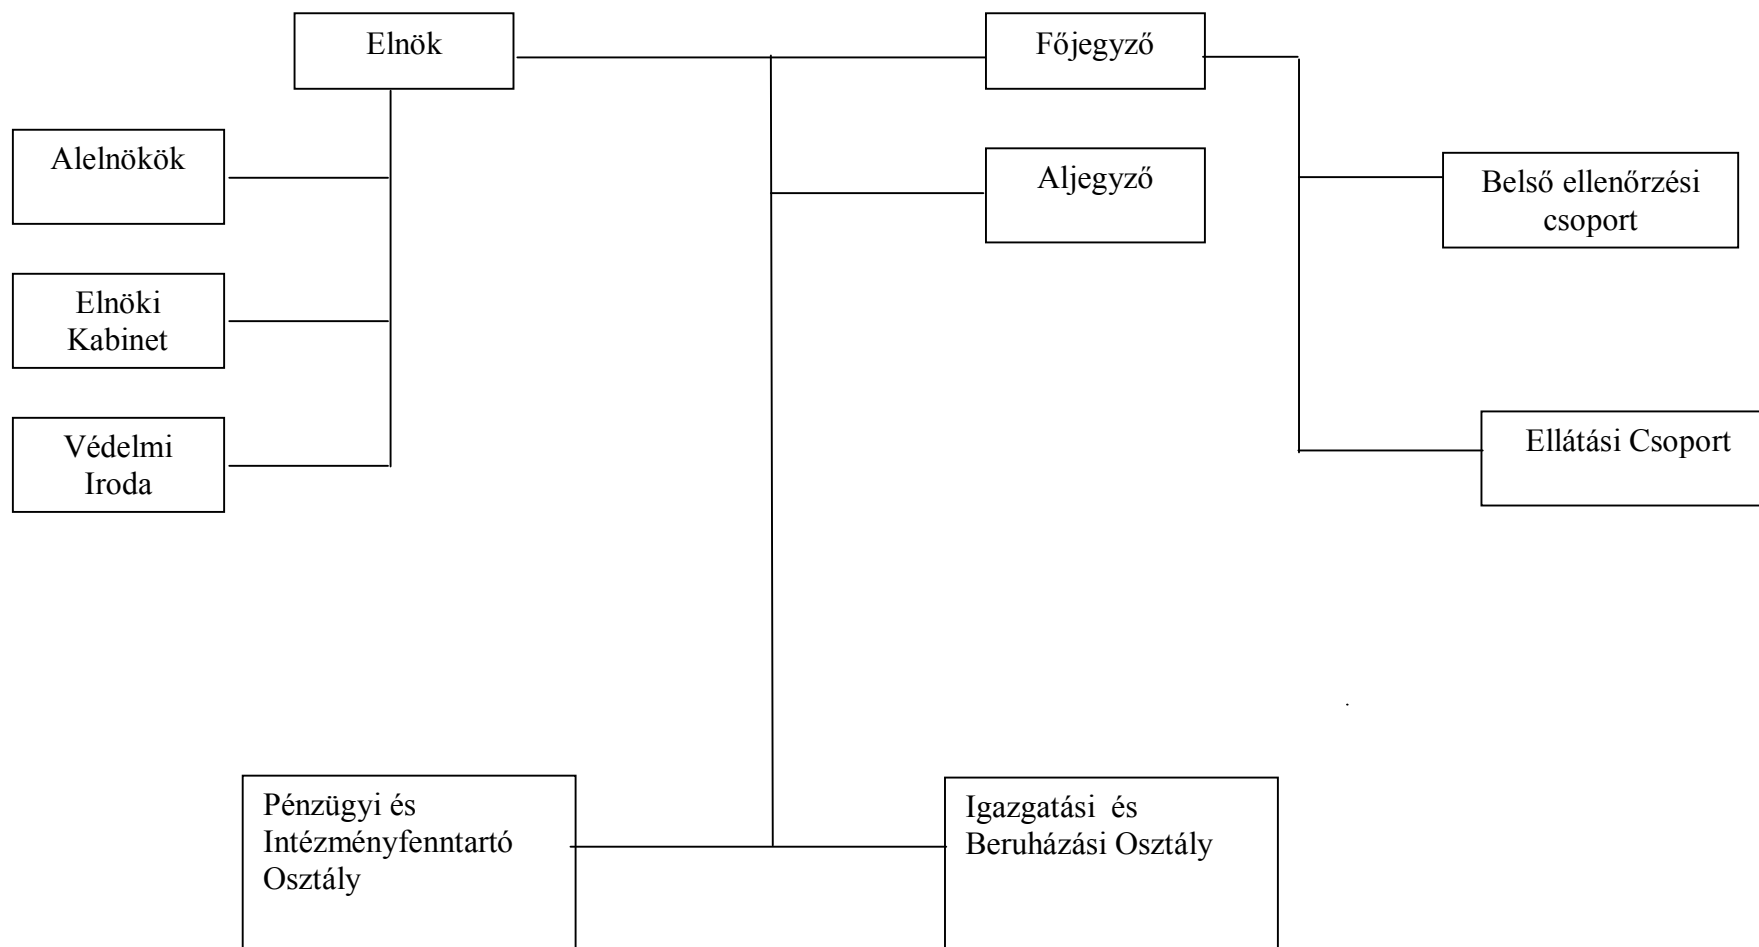 Elnök
Főjegyző
Alelnökök
Aljegyző
Belső ellenőrzési
csoport
Elnöki
Kabinet
Védelmi
Iroda
Ellátási Csoport
Pénzügyi és
Intézményfenntartó
Osztály
Igazgatási és
Beruházási Osztály